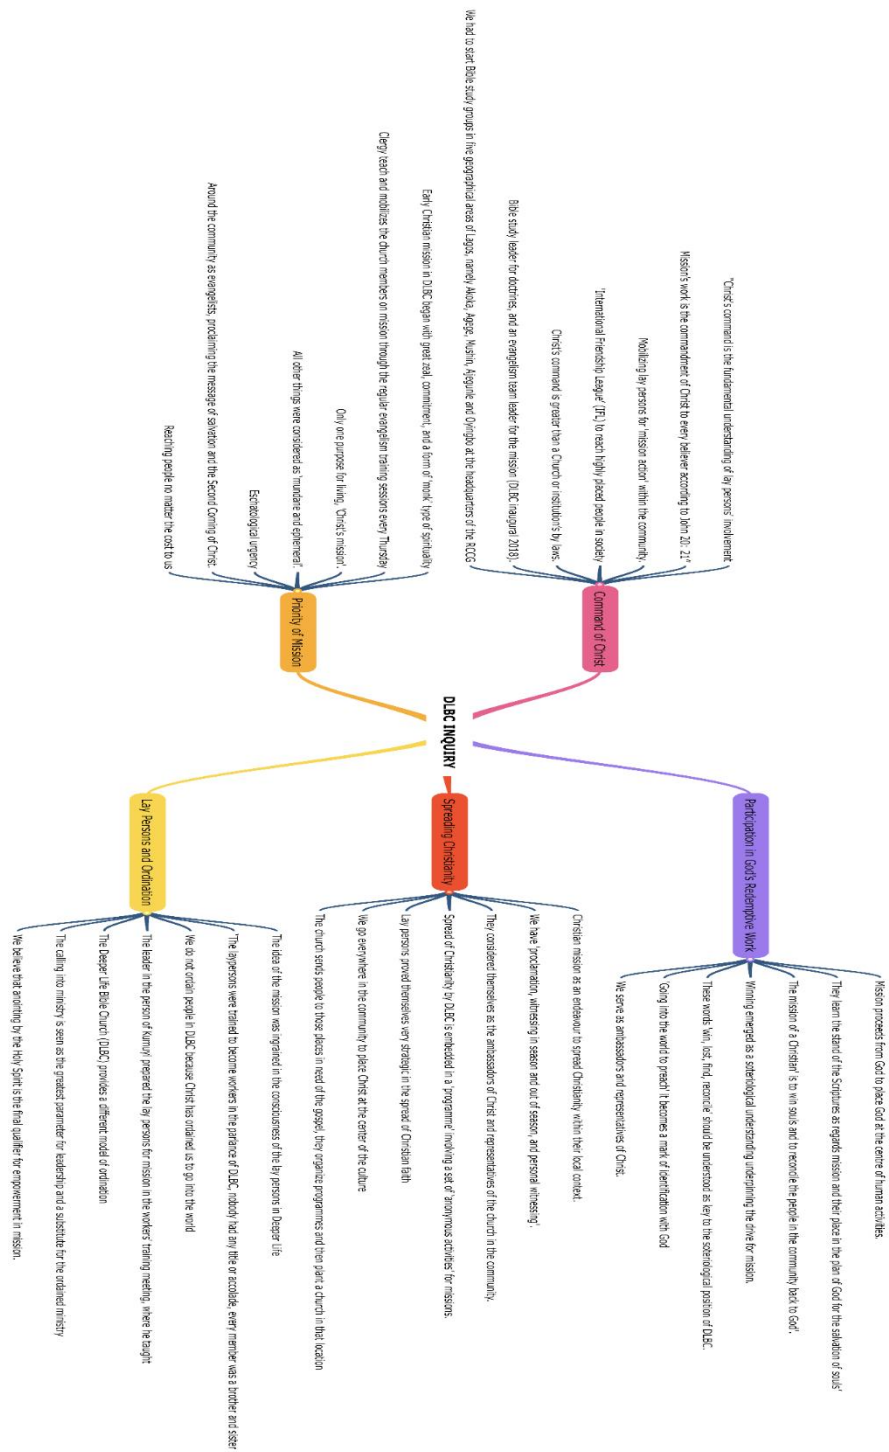 DLBC INQUIRY
Command of Christ
"Christ's command is the fundamental understanding of lay persons' involvement
Mission's work is the commandment of Christ to every believer according to John 20: 21"
Mobilizing lay persons for 'mission action' within the community.
'International Friendship League' (IFL) to reach highly placed people in society
Christ's command is greater than a Church or institution's by laws.
Bible study leader for doctrines, and an evangelism team leader for the mission (DLBC inaugural 2018).
We had to start Bible study groups in five geographical areas of Lagos, namely Akoka, Agege, Mushin, Ajegunle and Oyingbo at the headquarters of the RCCG
Priority of Mission
Early Christian mission in DLBC began with great zeal, commitment, and a form of 'monk' type of spirituality
Clergy teach and mobilizes the church members on mission through the regular evangelism training sessions every Thursday
Only one purpose for living, 'Christ's mission'.
All other things were considered as 'mundane and ephemeral'.
Eschatological urgency
Around the community as evangelists, proclaiming the message of salvation and the Second Coming of Christ.
Reaching people no matter the cost to us
Participation in God's Redemptive Work
Mission proceeds from God to place God at the centre of human activities.
They learn the stand of the Scriptures as regards mission and their place in the plan of God for the salvation of souls'
The mission of a Christian' is to win souls and to reconcile the people in the community back to God'.
Winning emerged as a soteriological understanding underpinning the drive for mission.
These words 'win, lost, find, reconcile' should be understood as key to the soteriological position of DLBC.
'Going into the world to preach' it becomes a mark of identification with God
We serve as ambassadors and representatives of Christ.
Spreading Christianity
Christian mission as an endeavour to spread Christianity within their local context.
We have 'proclamation, witnessing in season and out of season, and personal witnessing'.
They considered themselves as the ambassadors of Christ and representatives of the church in the community.
Spread of Christianity by DLBC is embedded in a 'programme' involving a set of 'anonymous activities' for missions.
Lay persons proved themselves very strategic in the spread of Christian faith
We go everywhere in the community to place Christ at the center of the culture
The church sends people to those places in need of the gospel, they organize programmes and then plant a church in that location
Lay Persons and Ordination
The idea of the mission was ingrained in the consciousness of the lay persons in Deeper Life
The laypersons were trained to become workers in the parlance of DLBC, nobody had any title or accolade, every member was a brother and sister
We do not ordain people in DLBC because Christ has ordained us to go into the world
The leader in the person of Kumuyi prepared the lay persons for mission in the workers' training meeting, where he taught
The Deeper Life Bible Church (DLBC) provides a different model of ordination
The calling into ministry is seen as the greatest parameter for leadership and a substitute for the ordained ministry
We believe that anointing by the Holy Spirit is the final qualifier for empowerment in mission.